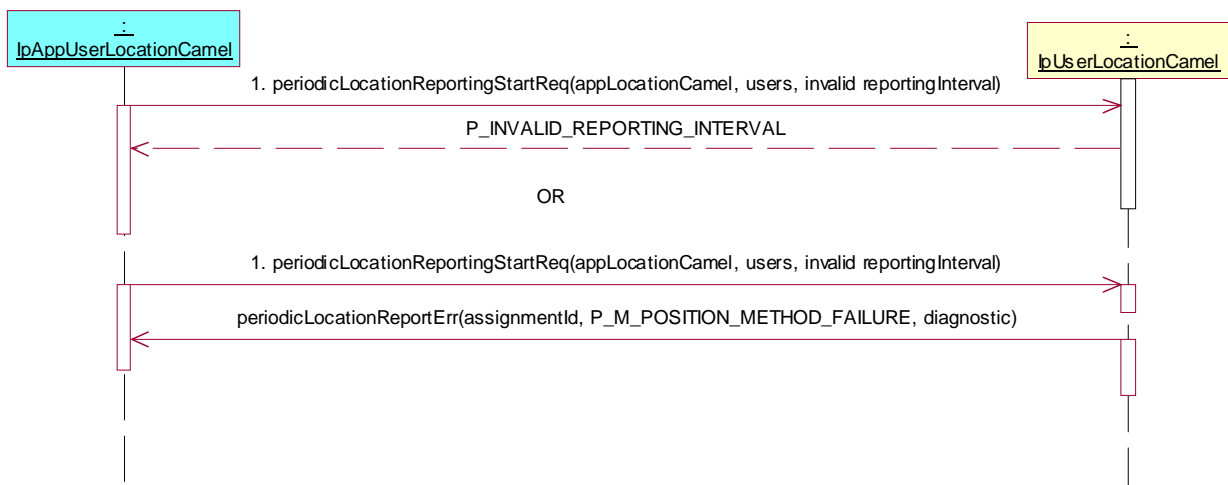 :
IpAppUserLocationCamel
:
IpUserLocationCamel
1. periodicLocationReportingStartReq(appLocationCamel, users, invalid reportingInterval)
P_INVALID_REPORTING_INTERVAL
OR
1. periodicLocationReportingStartReq(appLocationCamel, users, invalid reportingInterval)
periodicLocationReportErr(assignmentId, P_M_POSITION_METHOD_FAILURE, diagnostic)